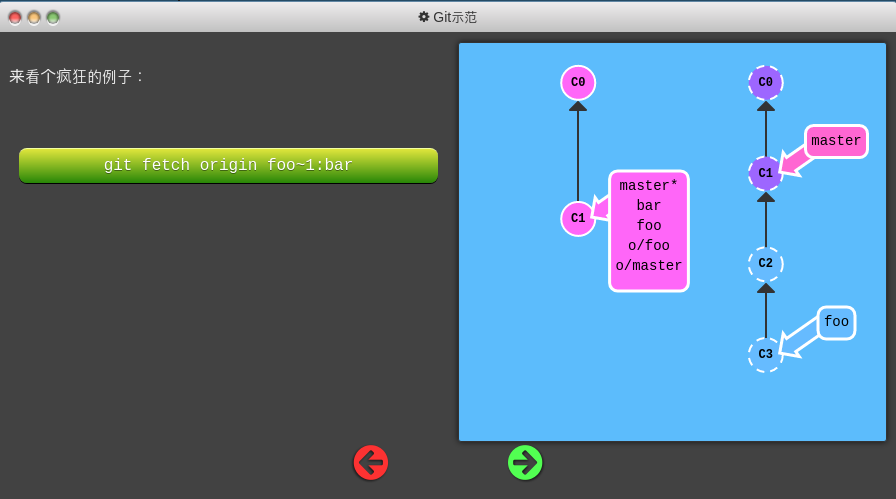 Git示范
来看个疯狂的例子：
git fetch origin foo~1:bar
C0
C1
master*
bar
foo
o/foo
o/master
C0
master
C1
C2
foo
C3